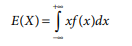 E(X) = ∫_{-∞}^{+∞} xf(x)dx